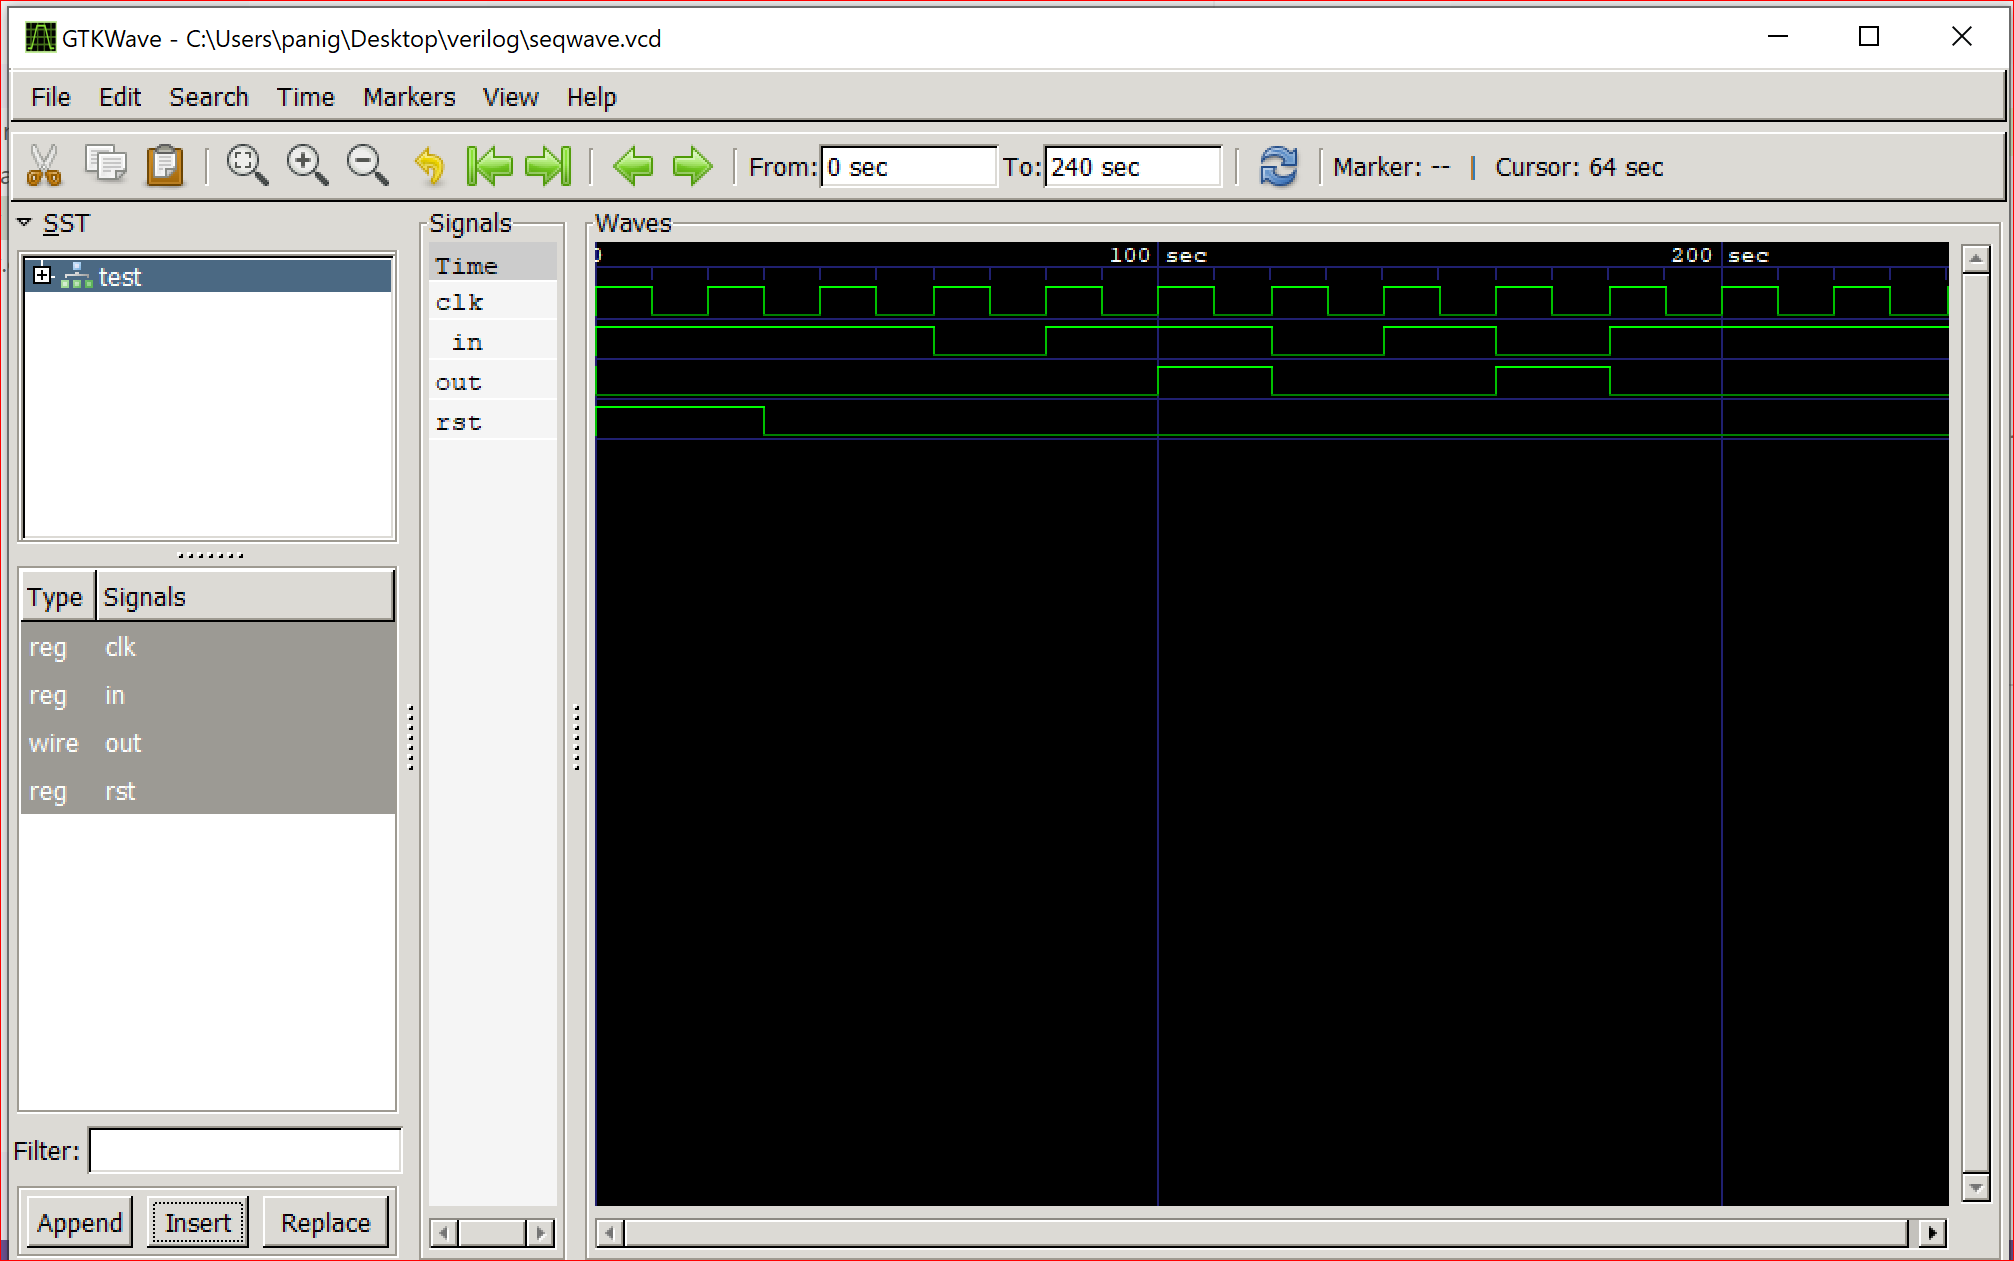 GTKWave - C:\Users\panig\Desktop\verilog\seqwave.vcd
File Edit Search Time Markers View Help
From: 0 sec To: 240 sec Marker: -- | Cursor: 64 sec
SST
test
Type Signals
reg clk
reg in
wire out
reg rst
Filter:
Append Insert Replace
Signals
Time
clk
in
out
rst
Waves
0 100 sec 200 sec